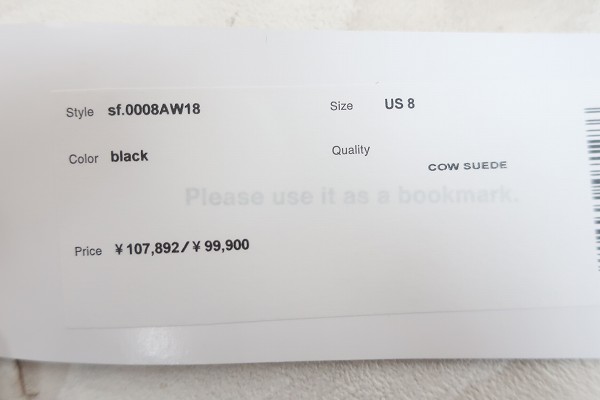 Style sf.0008AW18 Size US 8
Color black Quality
COW SUEDE
Please use it as a bookmark.
Price ¥107,892/¥99,900